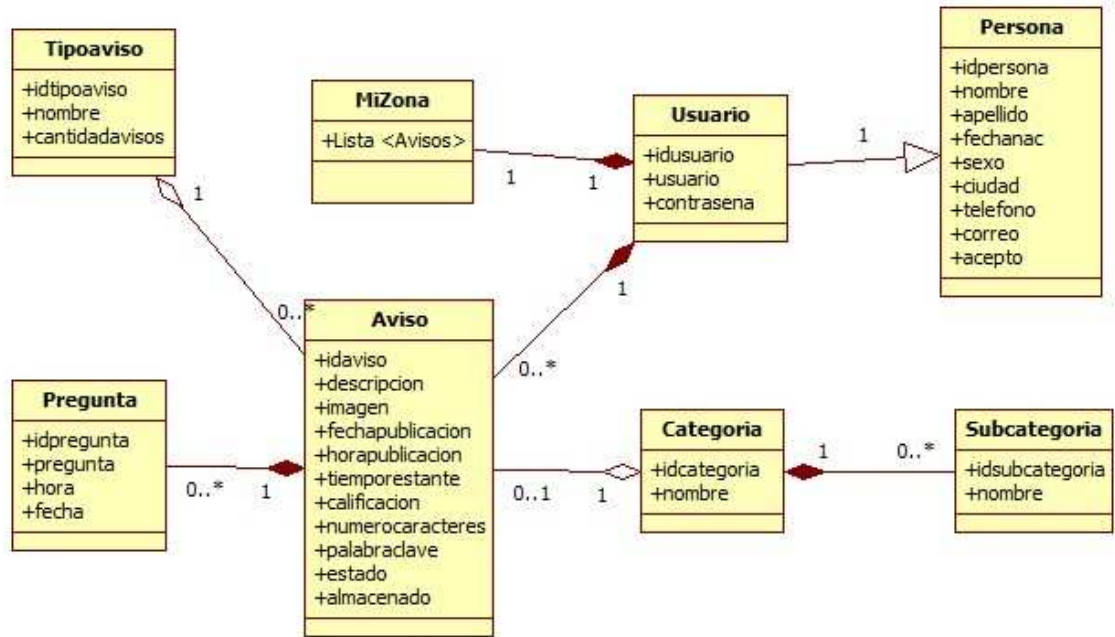 Tipoaviso
+idtipoaviso
+nombre
+cantidadavisos
MiZona
+Lista <Avisos>
Usuario
+idusuario
+usuario
+contrasena
Persona
+idpersona
+nombre
+apellido
+fechanac
+sexo
+ciudad
+telefono
+correo
+acepto
1
1
1
1
1
0..*
0..*
Aviso
+idaviso
+descripcion
+imagen
+fechapublicacion
+horapublicacion
+tiemporestante
+calificacion
+numerocaracteres
+palabraclave
+estado
+almacenado
Pregunta
+idpregunta
+pregunta
+hora
+fecha
0..*
1
0..1
1
Categoria
+idcategoria
+nombre
1
0..*
Subcategoria
+idsubcategoria
+nombre